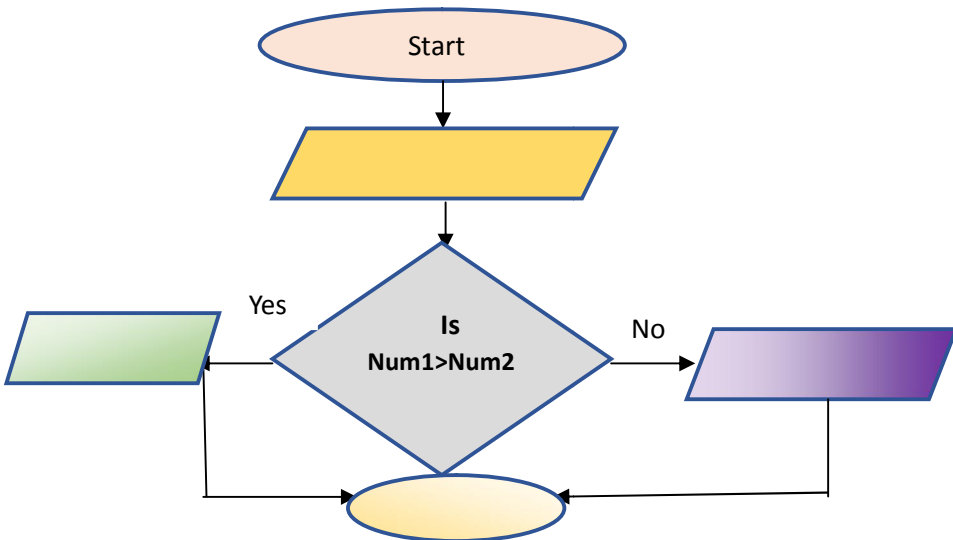 Start
Yes
Is
Num1>Num2
No